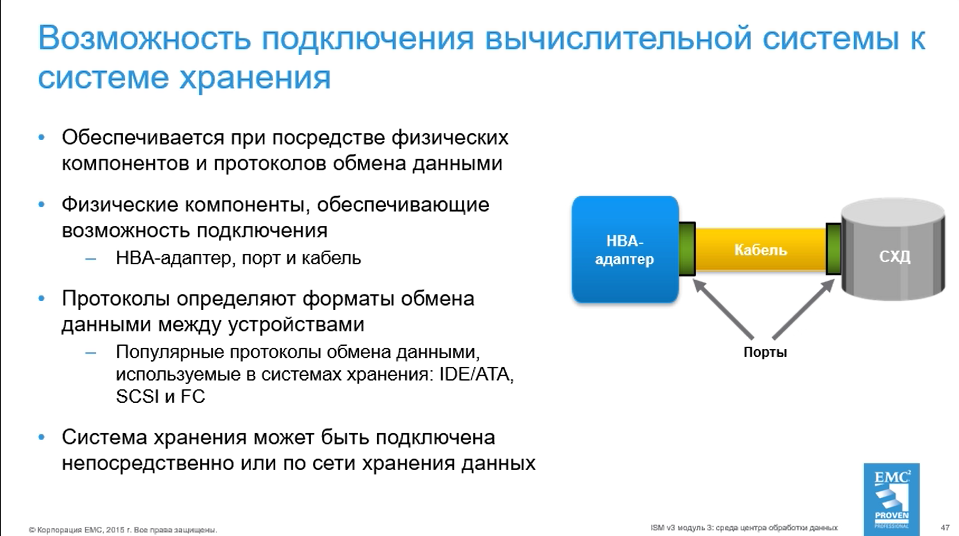 Возможность подключения вычислительной системы к
системе хранения
• Обеспечивается при посредстве физических
компонентов и протоколов обмена данными
• Физические компоненты, обеспечивающие
возможность подключения
– HBA-адаптер, порт и кабель
• Протоколы определяют форматы обмена
данными между устройствами
– Популярные протоколы обмена данными,
используемые в системах хранения: IDE/ATA,
SCSI и FC
• Система хранения может быть подключена
непосредственно или по сети хранения данных
HBA-
адаптер
Кабель
СХД
Порты
EMC²
PROVEN
PROFESSIONAL
© Корпорация EMC, 2015 г. Все права защищены.
ISM v3 модуль 3: среда центра обработки данных
47